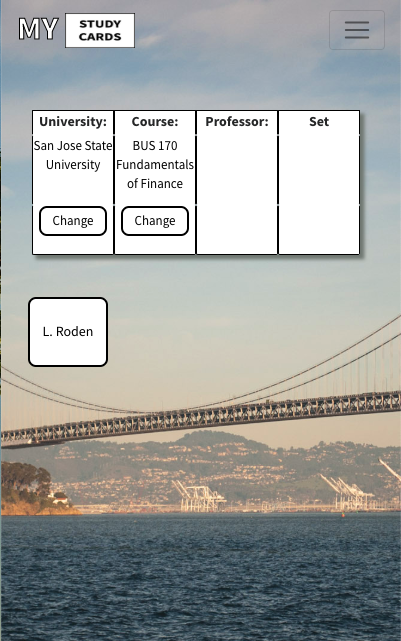 MY STUDY CARDS
University: Course: Professor: Set
San Jose State University
BUS 170 Fundamentals of Finance
Change Change
L. Roden